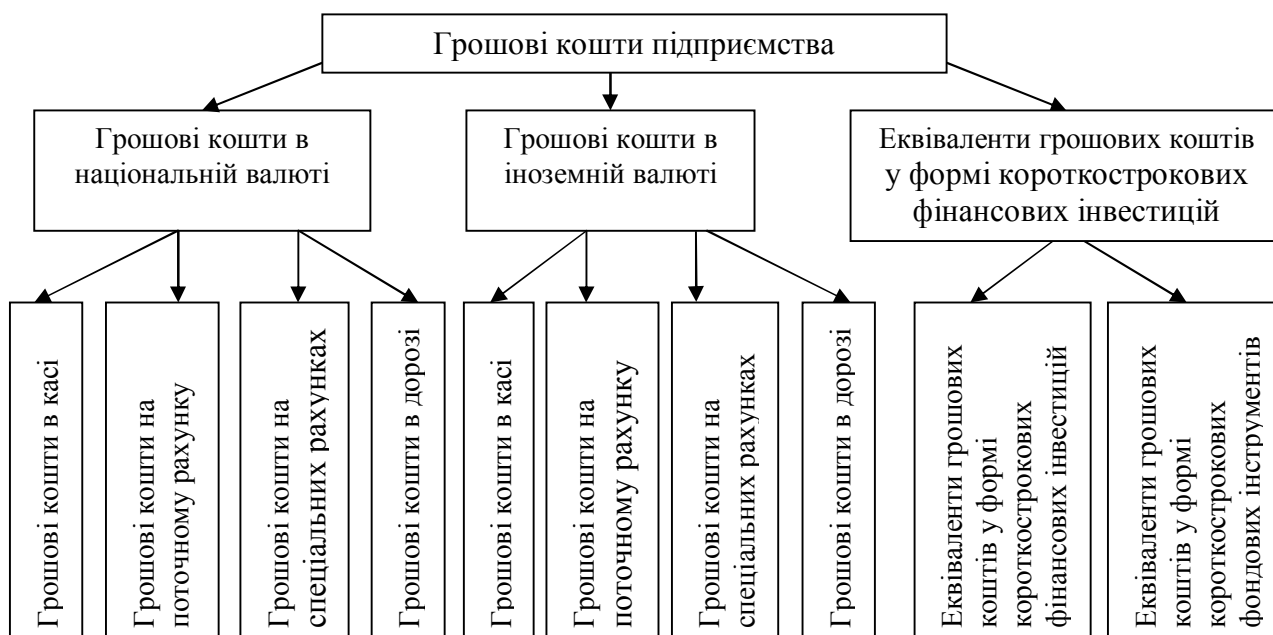 Грошові кошти підприємства
Грошові кошти в
національній валюті
Грошові кошти в
іноземній валюті
Еквіваленти грошових коштів
у формі короткострокових
фінансових інвестицій
Грошові кошти в касі
Грошові кошти на
поточному рахунку
Грошові кошти на
спеціальних рахунках
Грошові кошти в дорозі
Грошові кошти в касі
Грошові кошти на
поточному рахунку
Грошові кошти на
спеціальних рахунках
Грошові кошти в дорозі
Еквіваленти грошових
коштів у формі
короткострокових
фінансових інвестицій
Еквіваленти грошових
коштів у формі
короткострокових
фондових інструментів